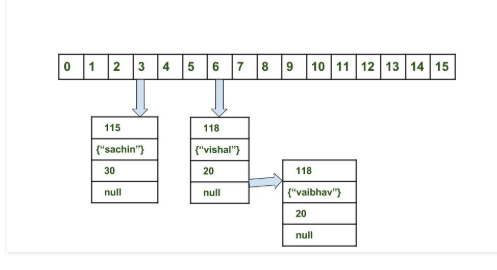 0 1 2 3 4 5 6 7 8 9 10 11 12 13 14 15
115
{“sachin”}
30
null
118
{“vishal”}
20
null
118
{“vaibhav”}
20
null